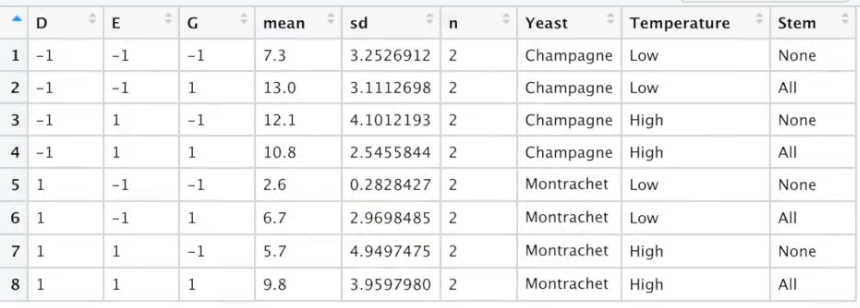 D E G mean sd n Yeast Temperature Stem
1 -1 -1 -1 7.3 3.2526912 2 Champagne Low None
2 -1 -1 1 13.0 3.1112698 2 Champagne Low All
3 -1 1 -1 12.1 4.1012193 2 Champagne High None
4 -1 1 1 10.8 2.5455844 2 Champagne High All
5 1 -1 -1 2.6 0.2828427 2 Montrachet Low None
6 1 -1 1 6.7 2.9698485 2 Montrachet Low All
7 1 1 -1 5.7 4.9497475 2 Montrachet High None
8 1 1 1 9.8 3.9597980 2 Montrachet High All